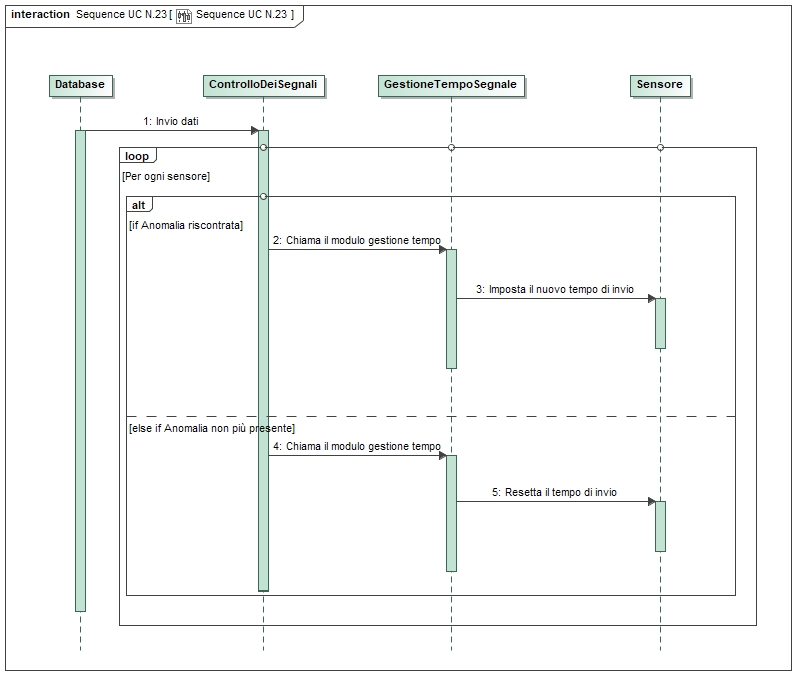 interaction Sequence UC N.23 [ Sequence UC N.23 ]
Database
ControlloDeiSegnali
GestioneTempoSegnale
Sensore
1: Invio dati
loop
[Per ogni sensore]
alt
[if Anomalia riscontrata]
2: Chiama il modulo gestione tempo
3: Imposta il nuovo tempo di invio
[else if Anomalia non più presente]
4: Chiama il modulo gestione tempo
5: Resetta il tempo di invio